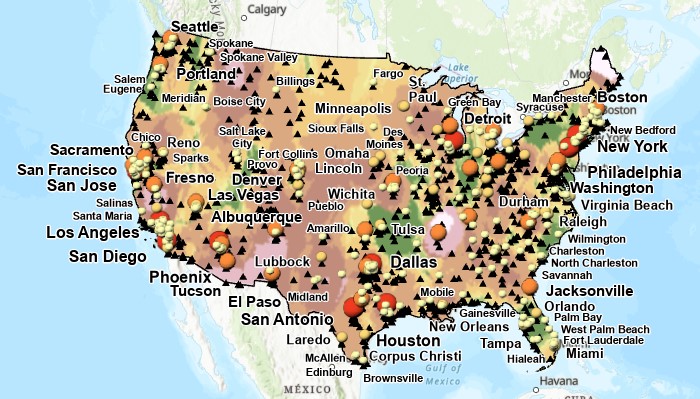 Calgary
Seattle
Spokane
Spokane Valley
Portland
Salem
Eugene
Meridian
Boise City
Billings
Fargo
St.
Paul
Lake
Superior
Green Bay
Manchester
Boston
Boston
Syracuse
Minneapolis
Detroit
New Bedford
New York
Chico
Reno
Salt Lake
City
Sioux Falls
Des
Moines
Sacramento
Sparks
Provo
Fort Collins
Omaha
Lincoln
Peoria
Philadelphia
San Francisco
San Jose
Fresno
Denver
Las Vegas
Pueblo
Wichita
Washington
Durham
Virginia Beach
Salinas
Santa Maria
Albuquerque
Amarillo
Tulsa
Raleigh
Los Angeles
Wilmington
Charleston
San Diego
Lubbock
Dallas
North Charleston
Savannah
Phoenix
Tucson
El Paso
Midland
Mobile
Jacksonville
San Antonio
Gainesville
Orlando
New Orleans
Palm Bay
Laredo
Houston
Tampa
West Palm Beach
Fort Lauderdale
McAllen
Corpus Christi
Hialeah
Miami
Edinburg
Brownsville
Gulf of
Mexico
MÉXICO
Havana
CUBA